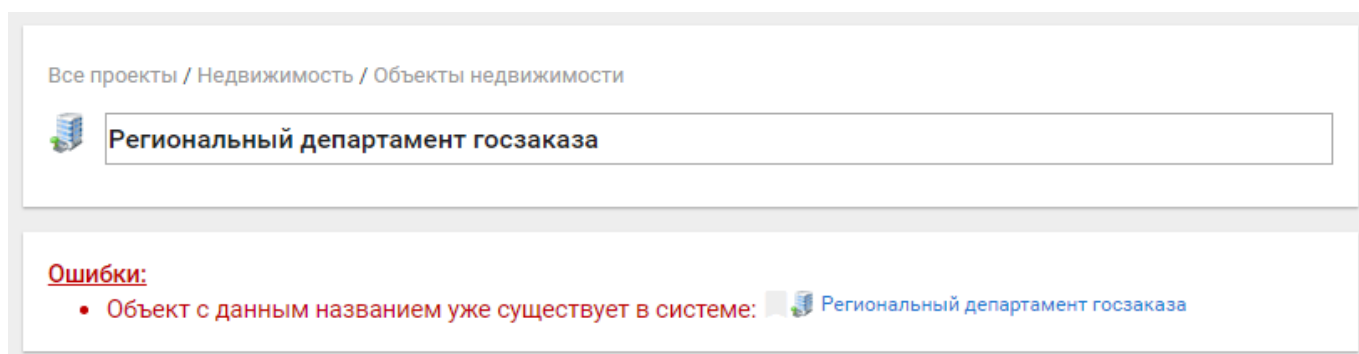 Все проекты / Недвижимость / Объекты недвижимости
Региональный департамент госзаказа
Ошибки:
• Объект с данным названием уже существует в системе: Региональный департамент госзаказа